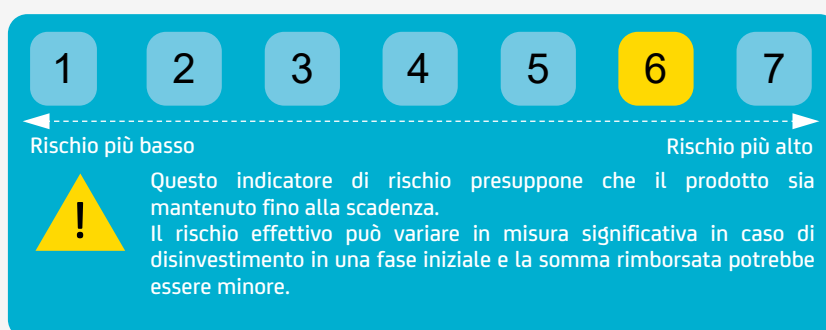 1 2 3 4 5 6 7
Rischio più basso Rischio più alto
!
Questo indicatore di rischio presuppone che il prodotto sia
mantenuto fino alla scadenza.
Il rischio effettivo può variare in misura significativa in caso di
disinvestimento in una fase iniziale e la somma rimborsata potrebbe
essere minore.